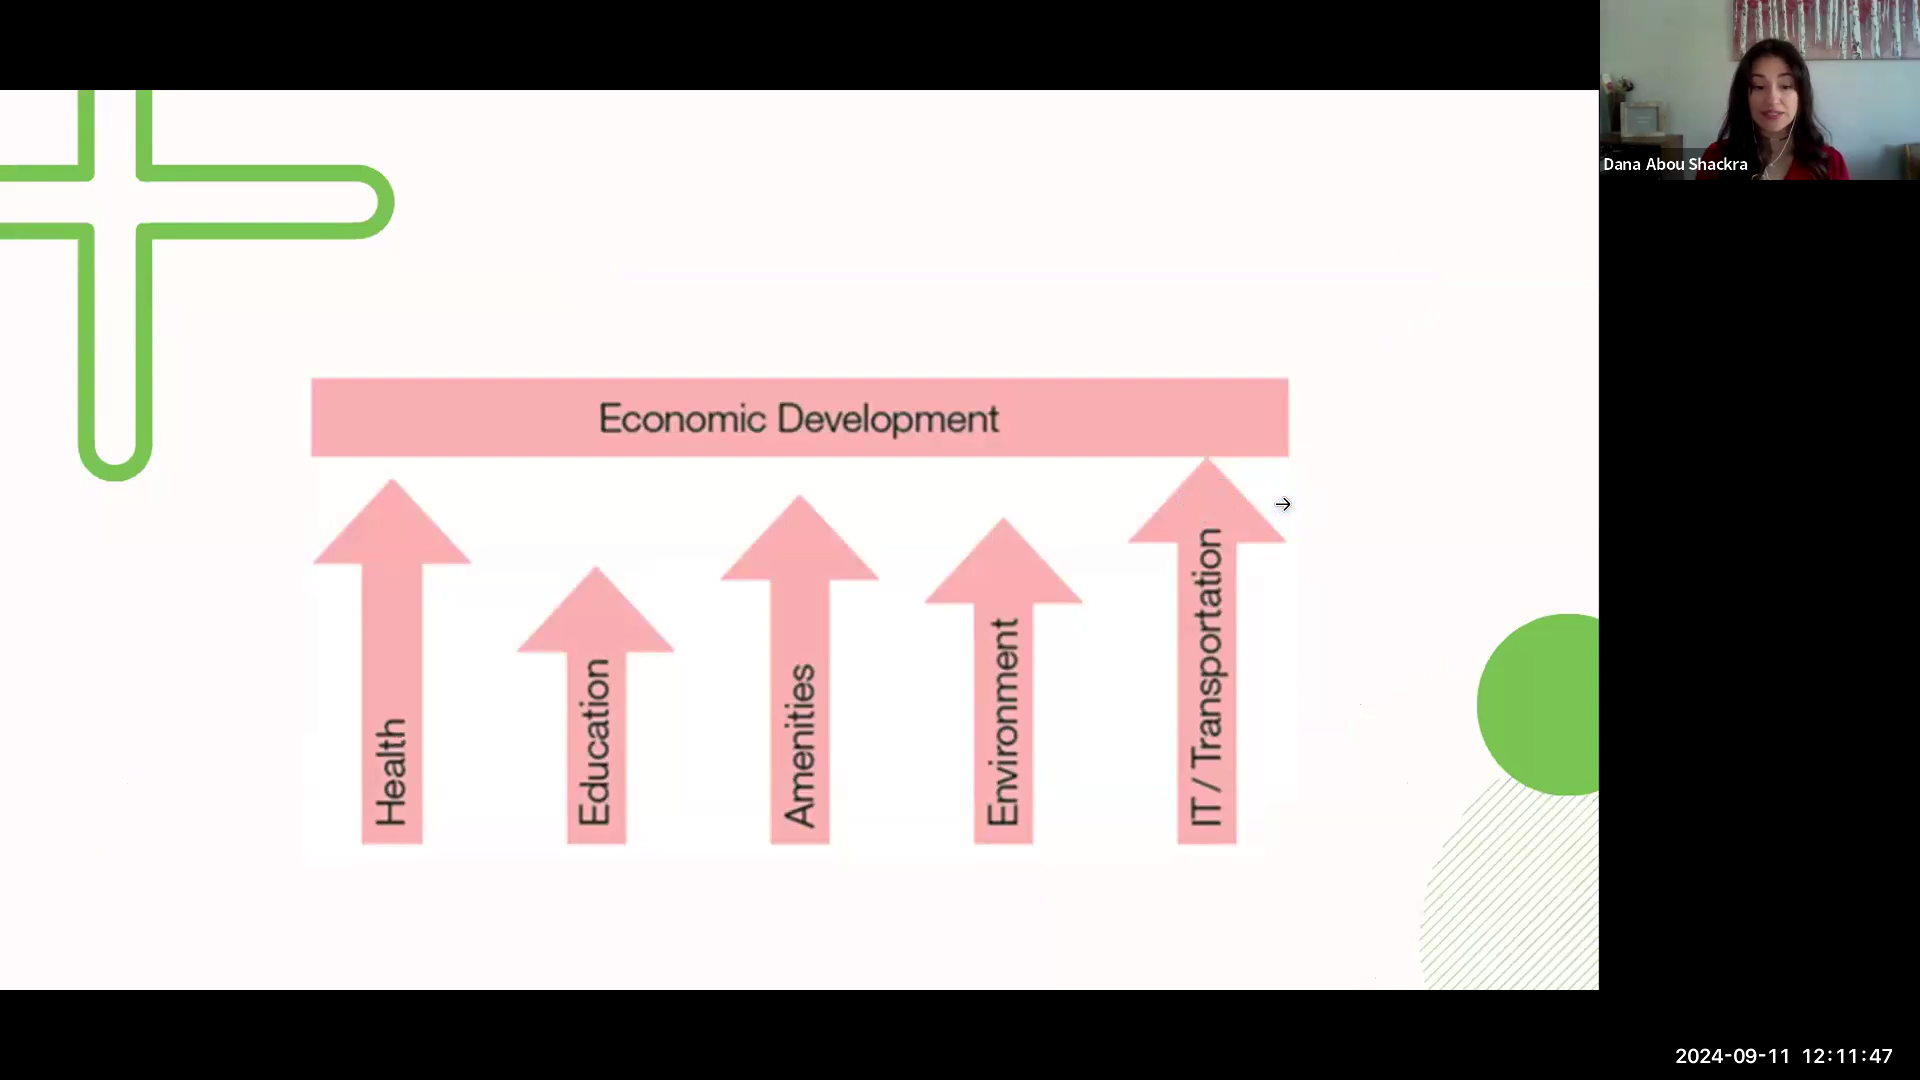 Dana Abou Shackra
Economic Development
Health
Education
Amenities
Environment
IT / Transportation
2024-09-11 12:11:47